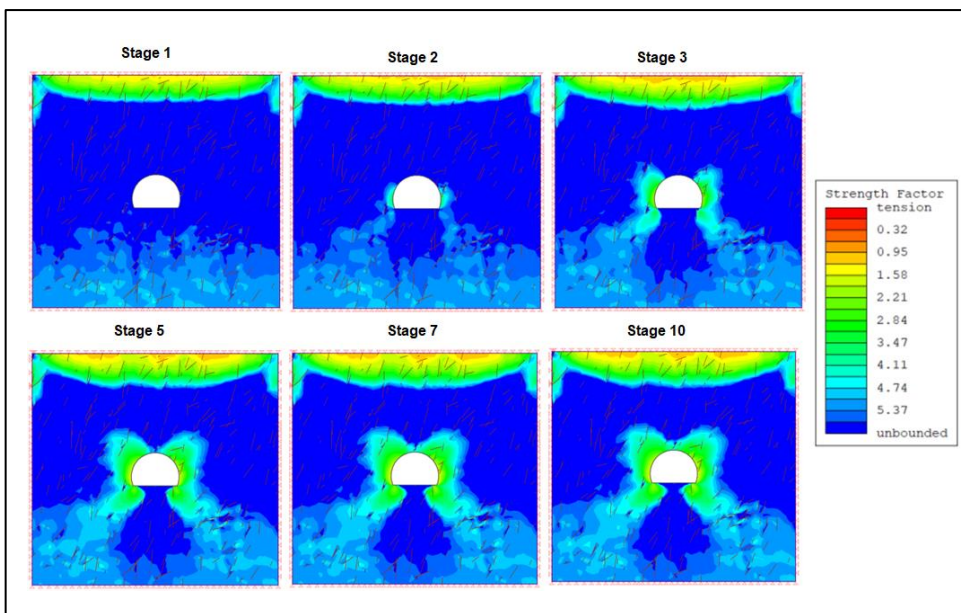 Stage 1
Stage 2
Stage 3
Stage 5
Stage 7
Stage 10
Strength Factor
tension
0.32
0.95
1.58
2.21
2.84
3.47
4.11
4.74
5.37
unbounded